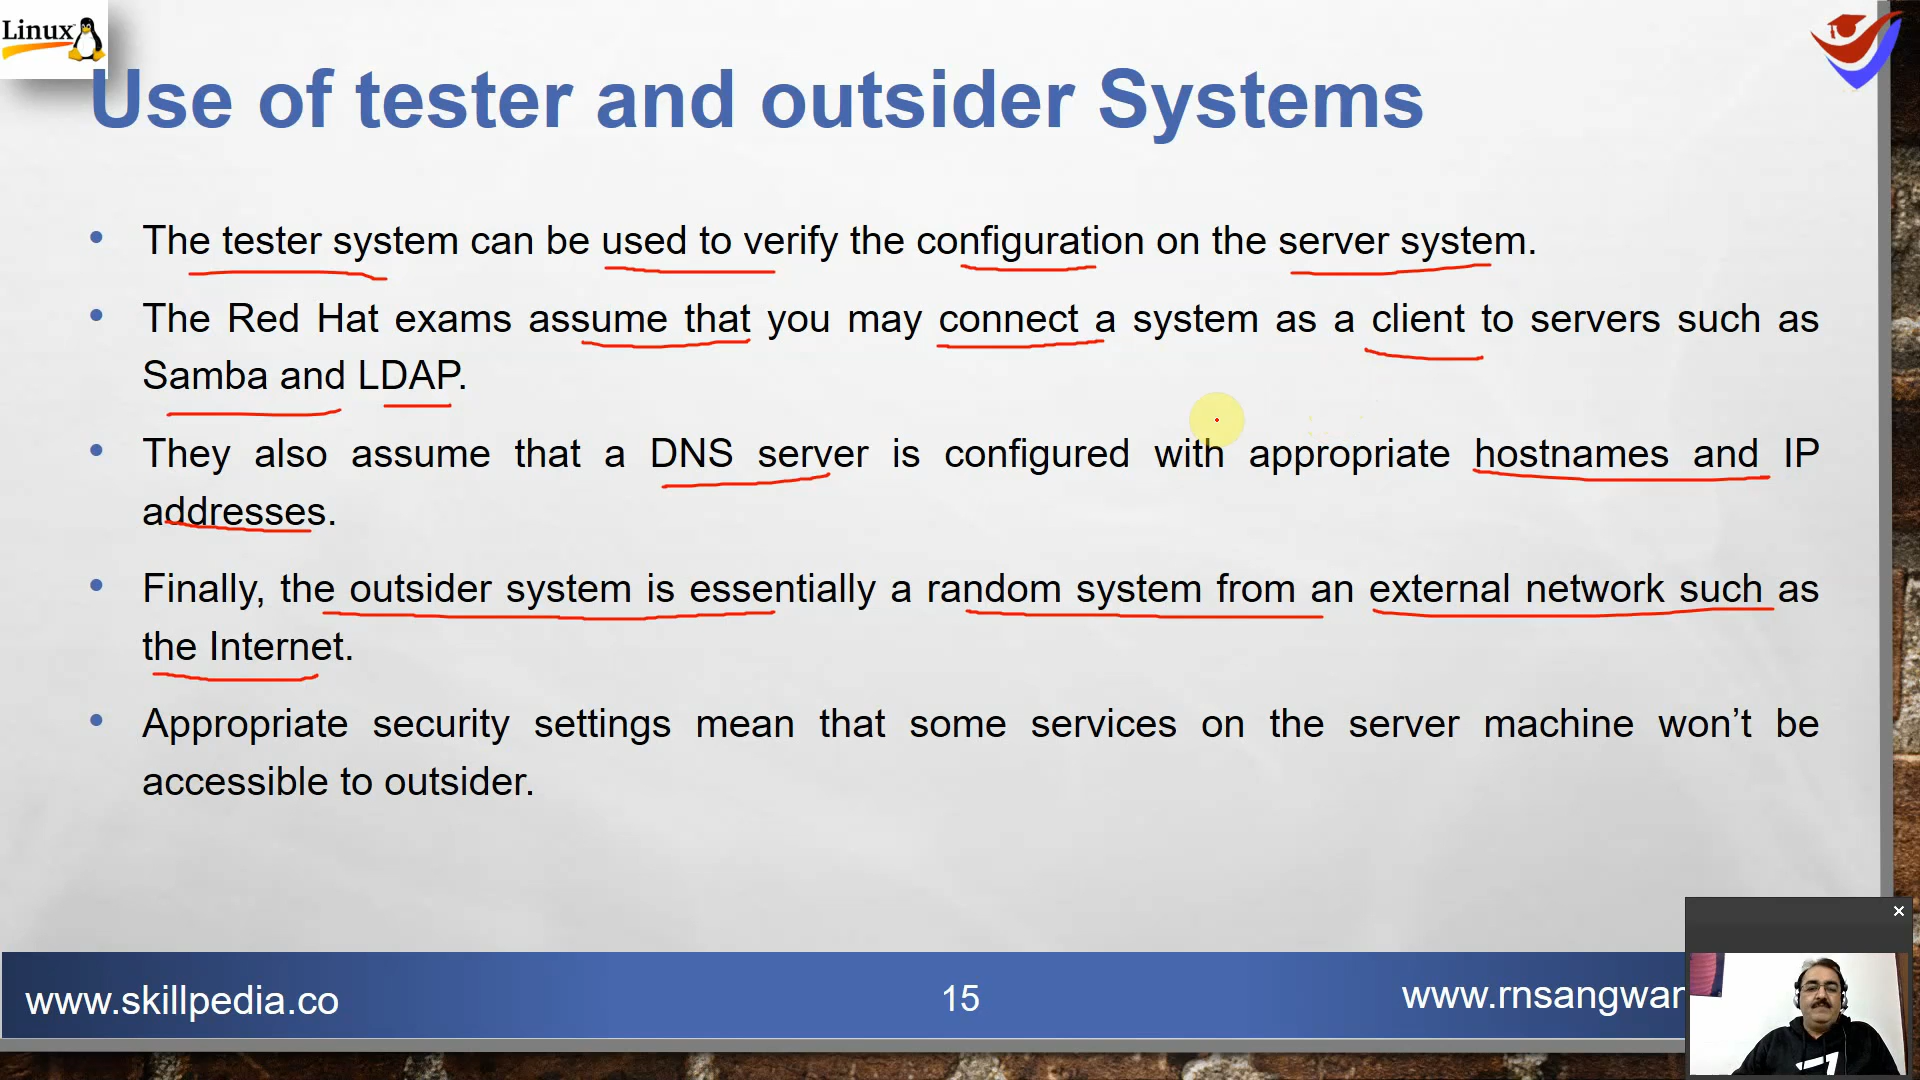 Linux
Use of tester and outsider Systems
• The tester system can be used to verify the configuration on the server system.
• The Red Hat exams assume that you may connect a system as a client to servers such as
Samba and LDAP.
• They also assume that a DNS server is configured with appropriate hostnames and IP
addresses.
• Finally, the outsider system is essentially a random system from an external network such as
the Internet.
• Appropriate security settings mean that some services on the server machine won’t be
accessible to outsider.
www.skillpedia.co
15
www.rnsangwan